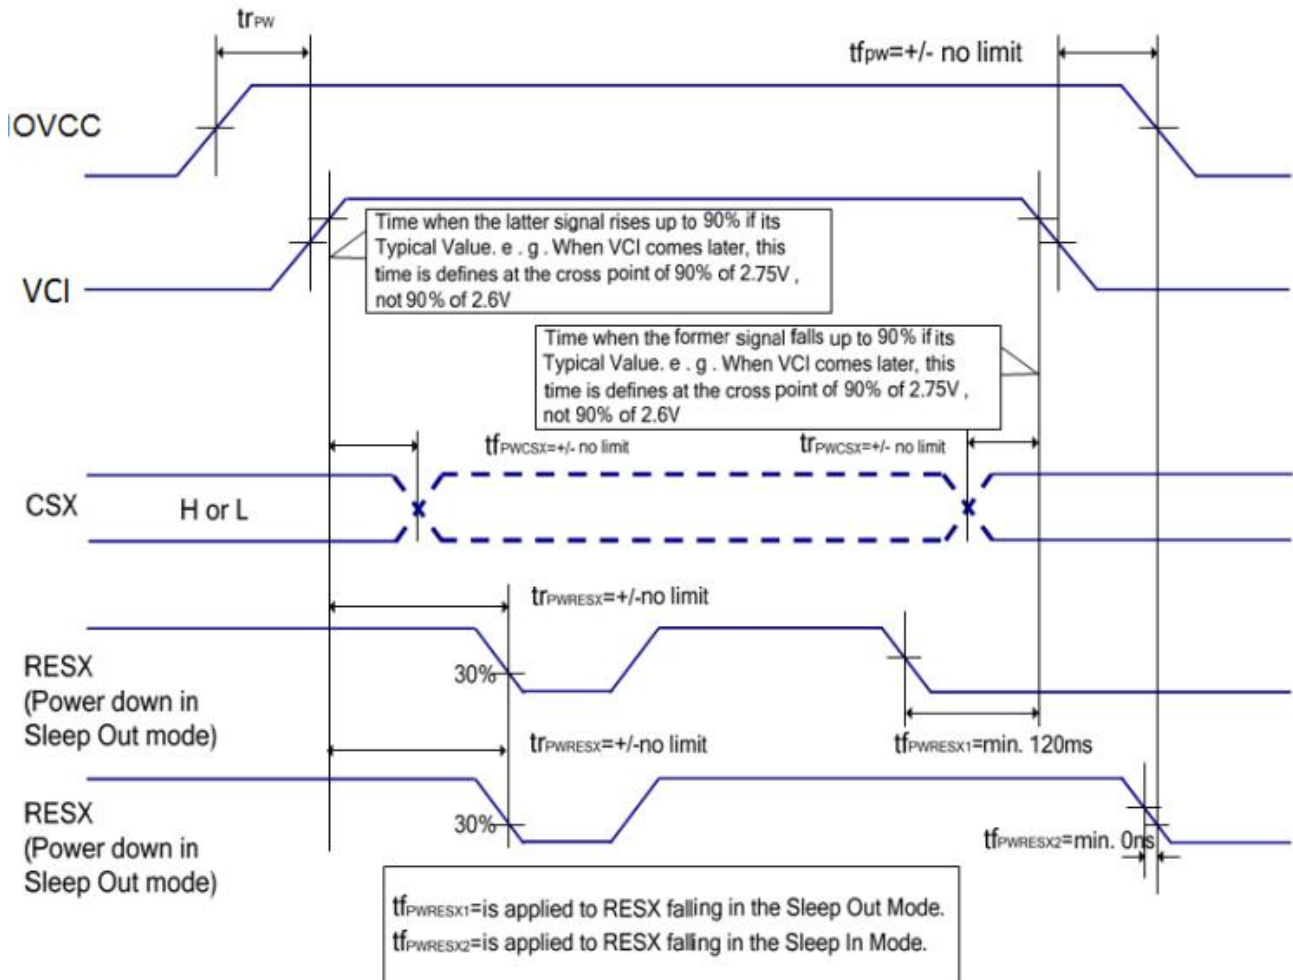 trPW
tfpw=+/- no limit
IOVCC
Time when the latter signal rises up to 90% if its
Typical Value. e . g . When VCI comes later, this
time is defines at the cross point of 90% of 2.75V ,
not 90% of 2.6V
VCI
Time when the former signal falls up to 90% if its
Typical Value. e . g . When VCI comes later, this
time is defines at the cross point of 90% of 2.75V ,
not 90% of 2.6V
tfPWCSX=+/- no limit
trPWCSX=+/- no limit
CSX
H or L
trPWRESX=+/-no limit
RESX
(Power down in
Sleep Out mode)
30%
trPWRESX=+/-no limit
tfPWRESX1=min. 120ms
RESX
(Power down in
Sleep Out mode)
30%
tfPWRESX2=min. 0ns
tfPWRESX1=is applied to RESX falling in the Sleep Out Mode.
tfPWRESX2=is applied to RESX falling in the Sleep In Mode.